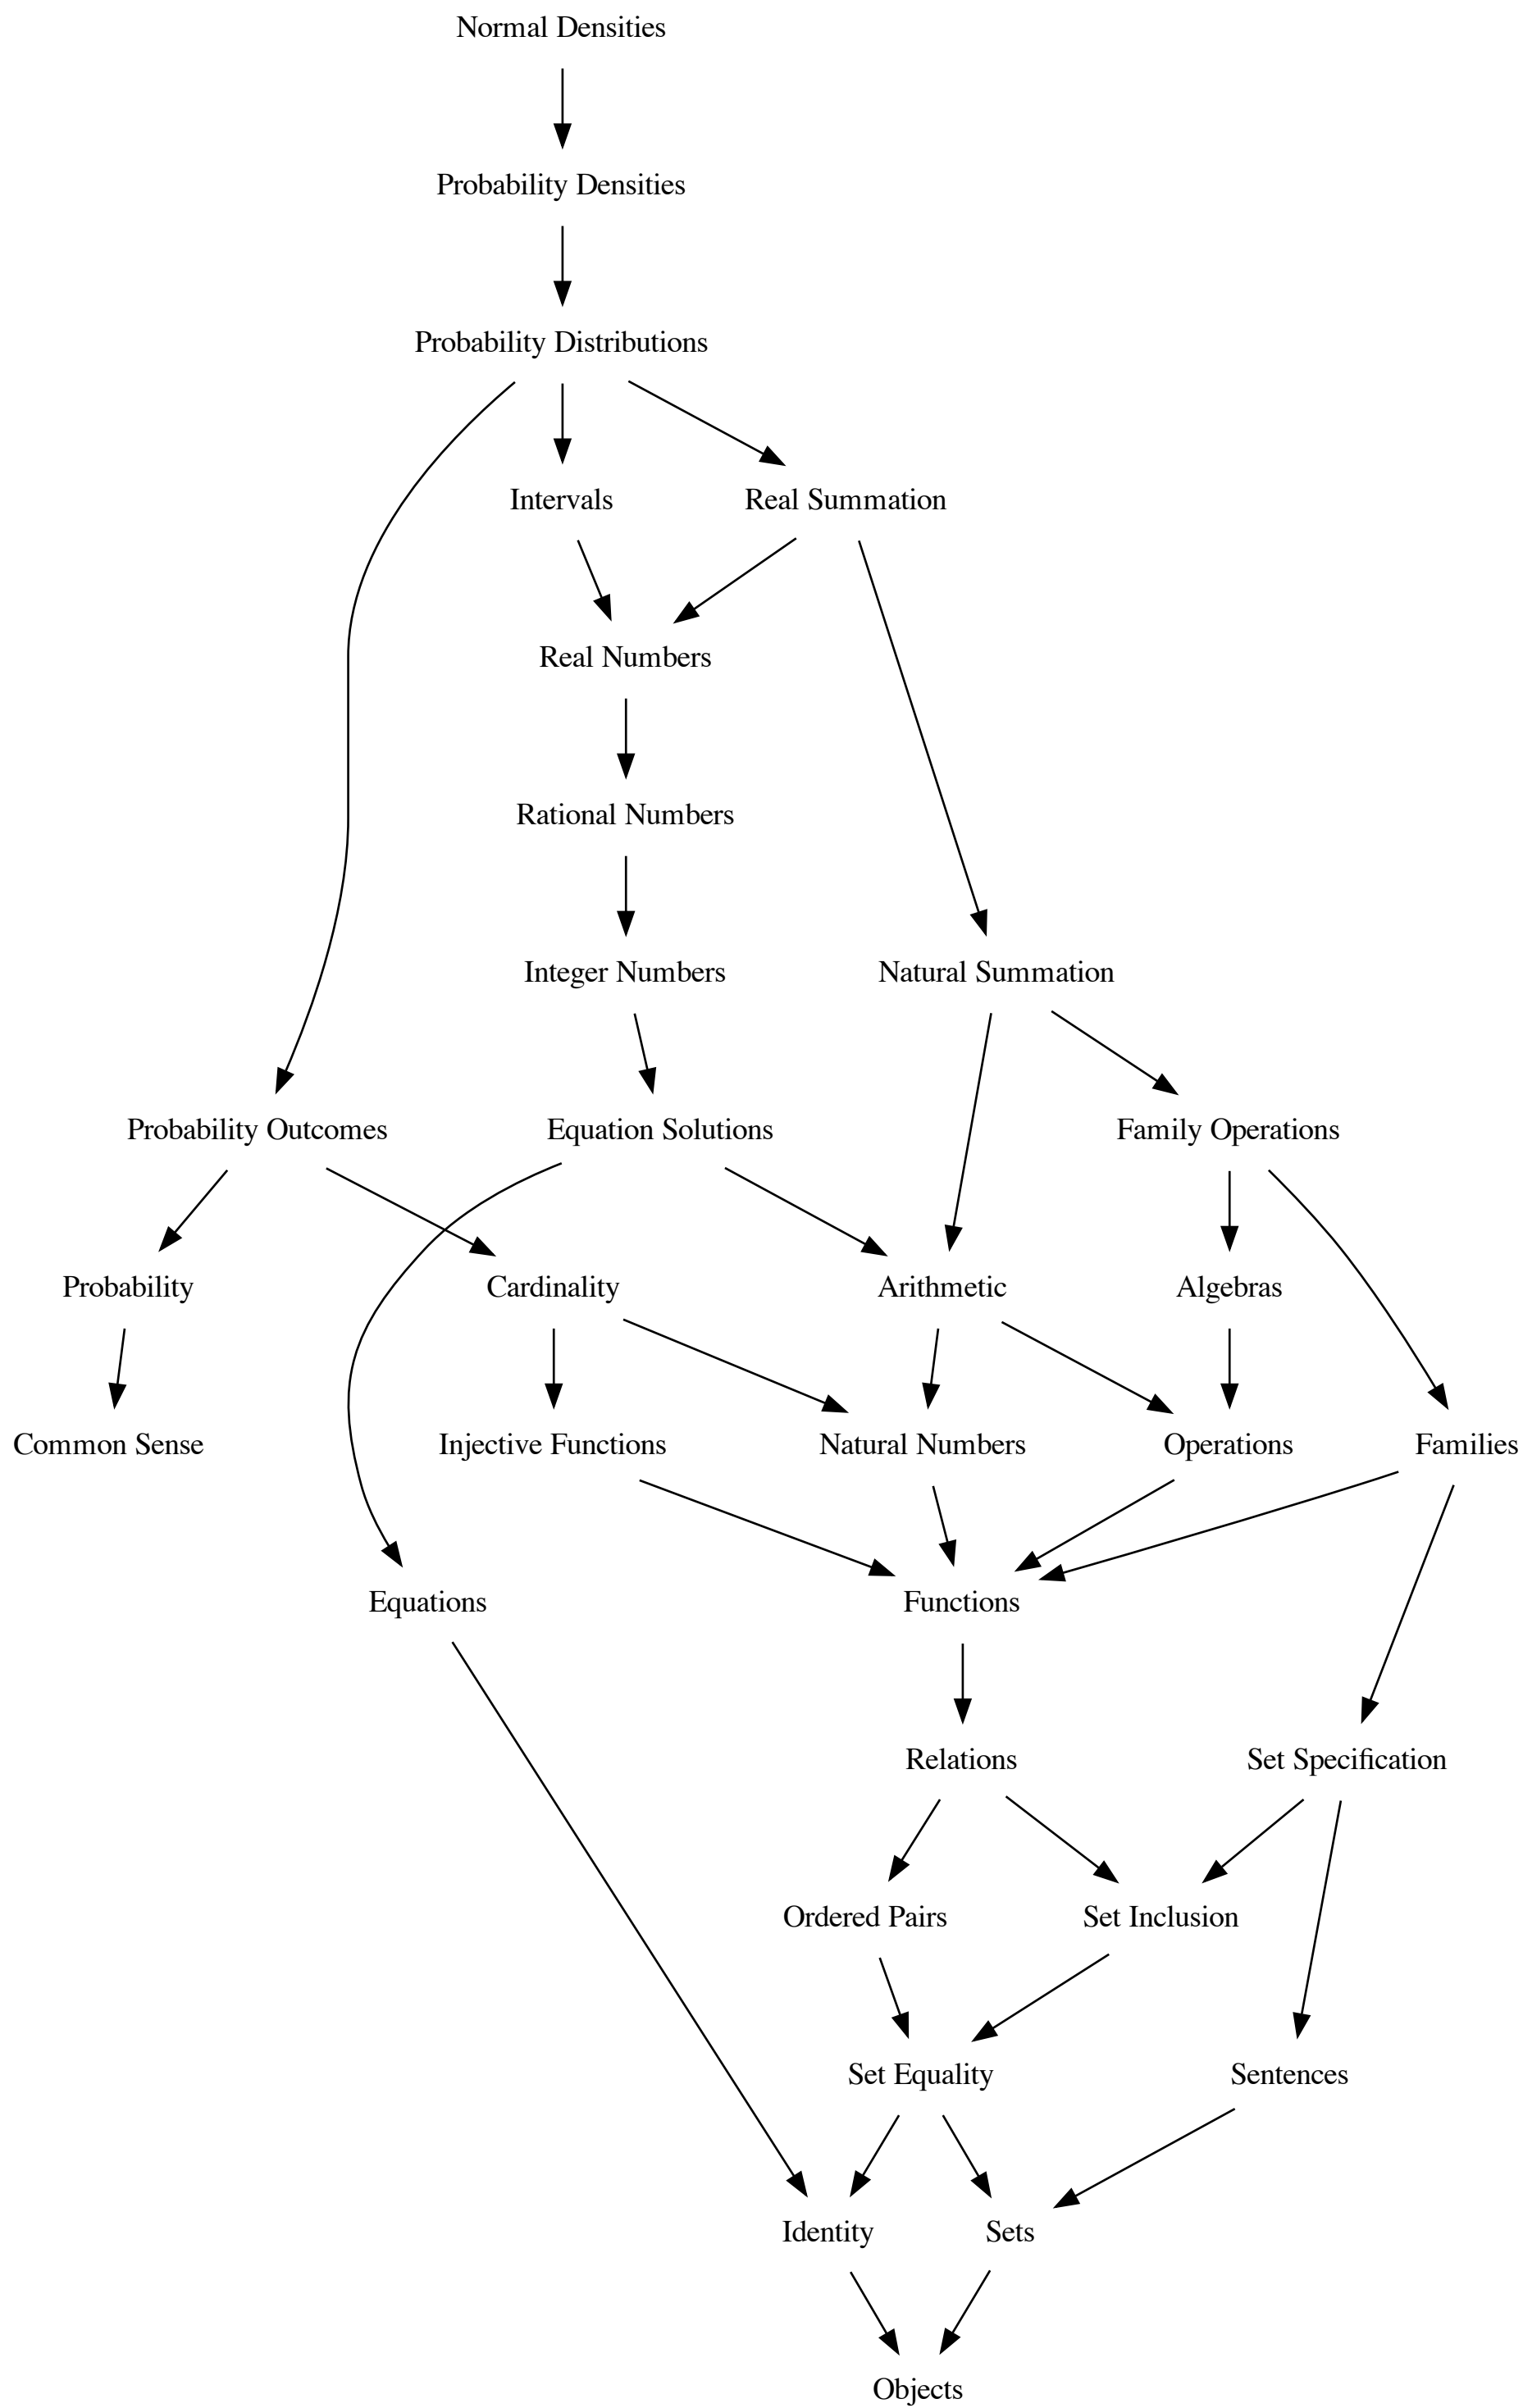 Normal Densities
Probability Densities
Probability Distributions
Intervals
Real Summation
Real Numbers
Rational Numbers
Integer Numbers
Natural Summation
Probability Outcomes
Equation Solutions
Family Operations
Probability
Cardinality
Arithmetic
Algebras
Common Sense
Injective Functions
Natural Numbers
Operations
Families
Equations
Functions
Relations
Set Specification
Ordered Pairs
Set Inclusion
Set Equality
Sentences
Identity
Sets
Objects